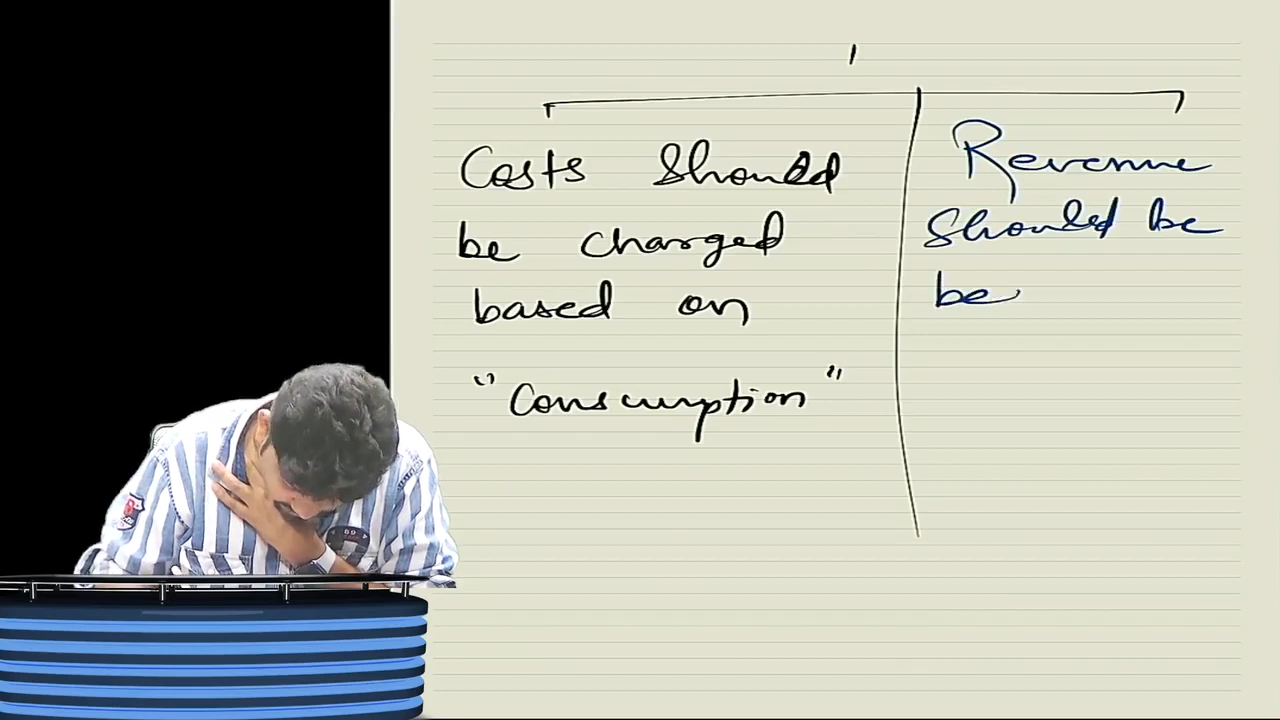 Costs Should
be charged
based on
"Consumption"
Revenue
Should be
be